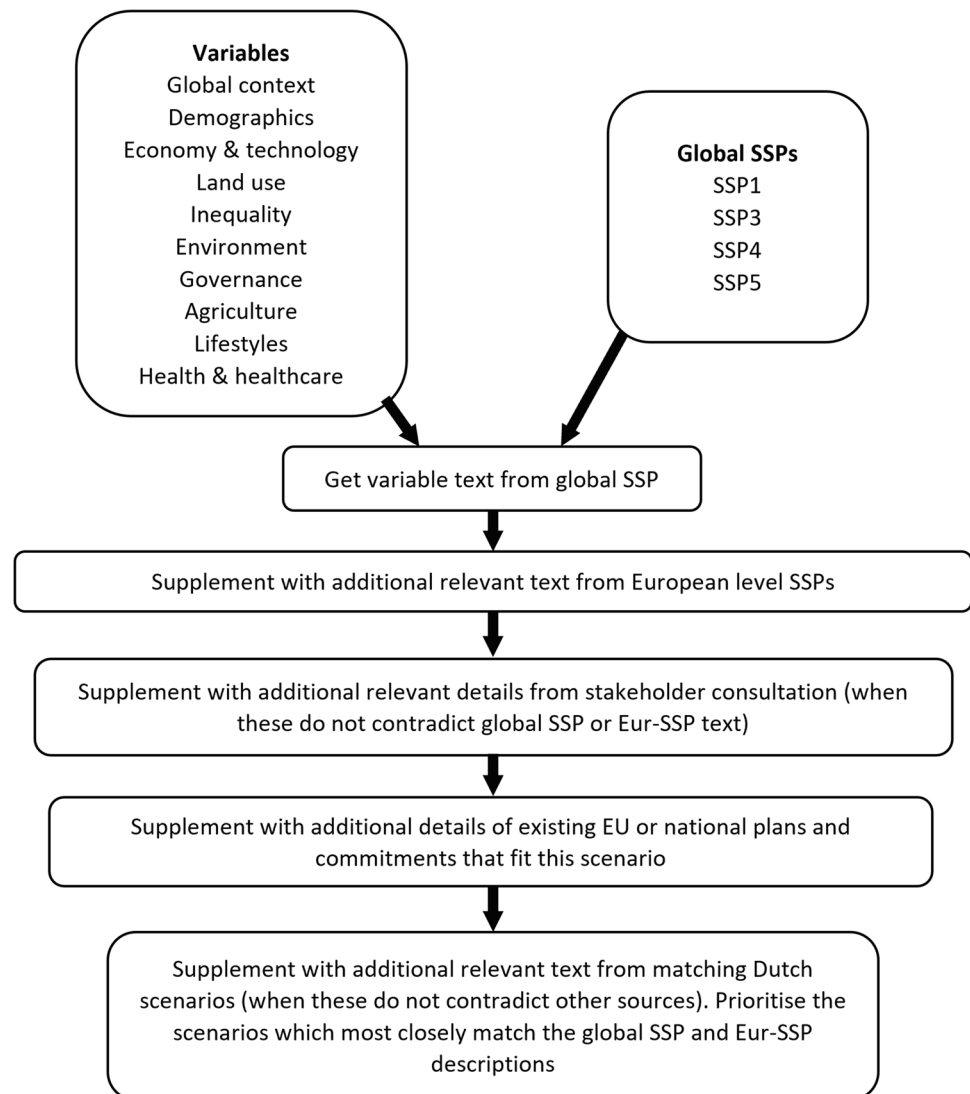 Variables
Global context
Demographics
Economy & technology
Land use
Inequality
Environment
Governance
Agriculture
Lifestyles
Health & healthcare
Global SSPs
SSP1
SSP3
SSP4
SSP5
Get variable text from global SSP
Supplement with additional relevant text from European level SSPs
Supplement with additional relevant details from stakeholder consultation (when
these do not contradict global SSP or Eur-SSP text)
Supplement with additional details of existing EU or national plans and
commitments that fit this scenario
Supplement with additional relevant text from matching Dutch
scenarios (when these do not contradict other sources). Prioritise the
scenarios which most closely match the global SSP and Eur-SSP
descriptions